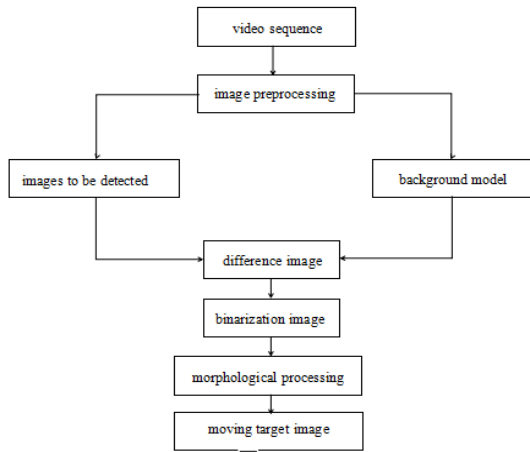 video sequence
image preprocessing
images to be detected
background model
difference image
binarization image
morphological processing
moving target image